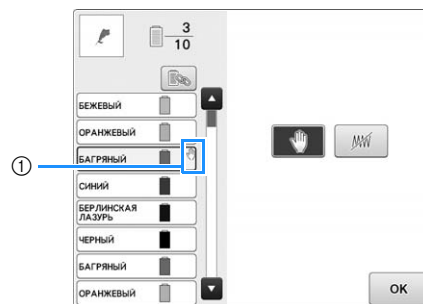 3
10
БЕЖЕВЫЙ
ОРАНЖЕВЫЙ
БАГРЯНЫЙ
①
СИНИЙ
БЕРЛИНСКАЯ
ЛАЗУРЬ
ЧЕРНЫЙ
БАГРЯНЫЙ
ОРАНЖЕВЫЙ
OK